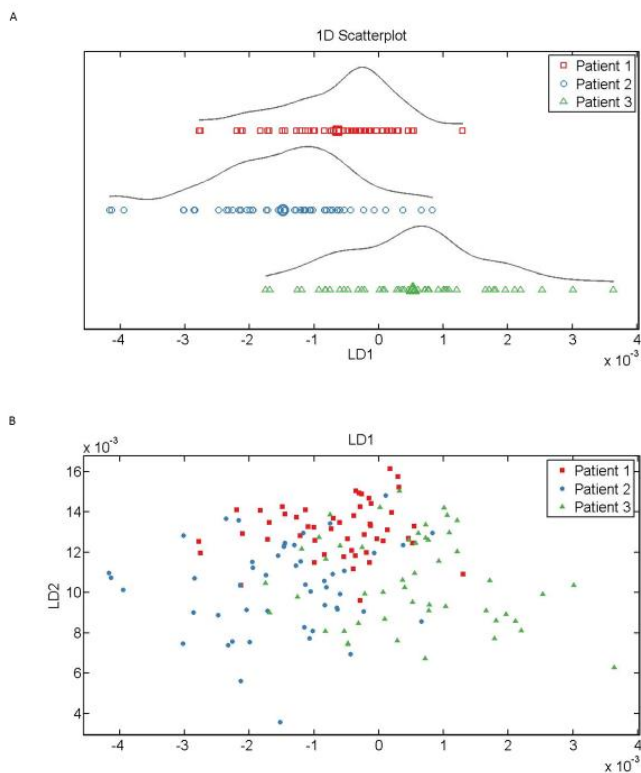 A
1D Scatterplot
Patient 1
Patient 2
Patient 3
-4 -3 -2 -1 0 1 2 3 4
LD1
x 10⁻³
B
x 10⁻³
LD1
Patient 1
Patient 2
Patient 3
16
14
12
10
8
6
4
LD2
-4 -3 -2 -1 0 1 2 3 4
x 10⁻³